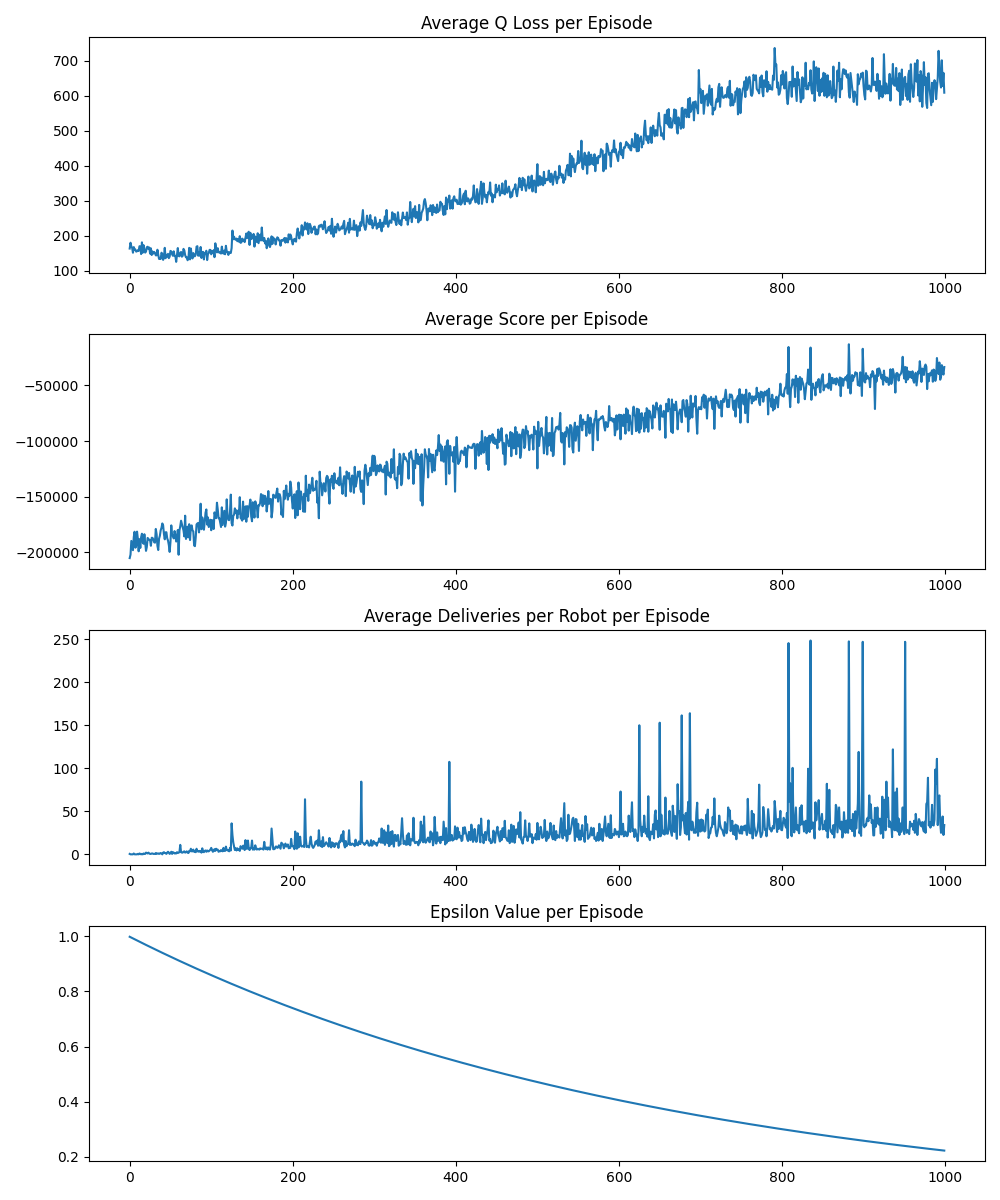 Average Q Loss per Episode
700
600
500
400
300
200
100
0 200 400 600 800 1000
Average Score per Episode
−50000
−100000
−150000
−200000
0 200 400 600 800 1000
Average Deliveries per Robot per Episode
250
200
150
100
50
0
0 200 400 600 800 1000
Epsilon Value per Episode
1.0
0.8
0.6
0.4
0.2
0 200 400 600 800 1000